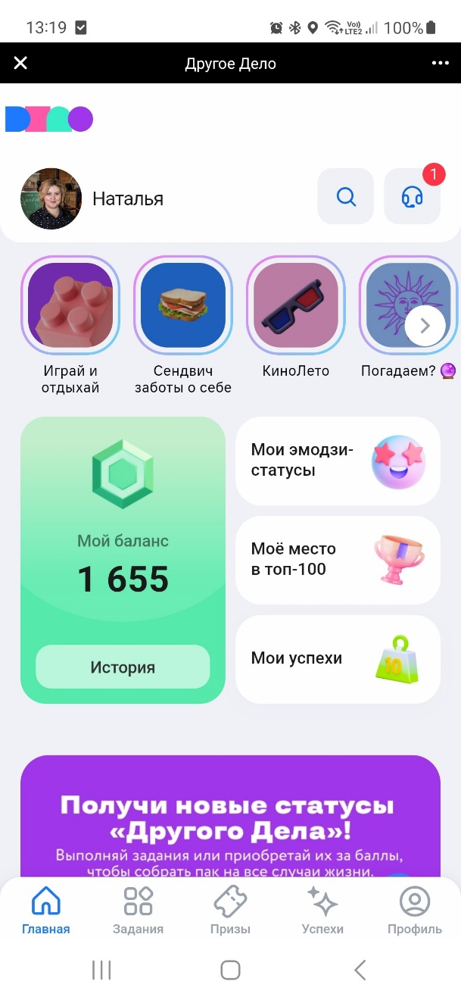 13:19
Vo))
LTE2
100%
Другое Дело
Наталья
1
Играй и
отдыхай
Сендвич
заботы о себе
КиноЛето
Погадаем?
Мой баланс
1 655
История
Мои эмодзи-
статусы
Моё место
в топ-100
Мои успехи
10
Получи новые статусы
«Другого Дела»!
Выполняй задания или приобретай их за баллы,
чтобы собрать пак на все случаи жизни.
Главная
Задания
Призы
Успехи
Профиль